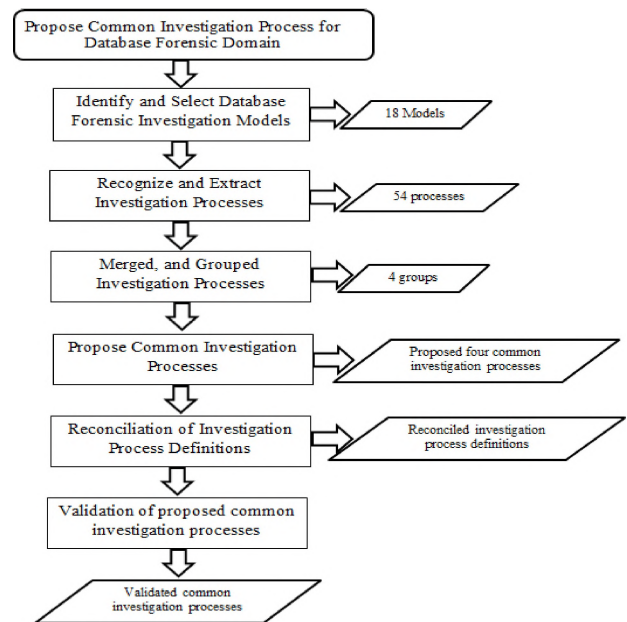 Propose Common Investigation Process for
Database Forensic Domain
Identify and Select Database
Forensic Investigation Models
18 Models
Recognize and Extract
Investigation Processes
54 processes
Merged, and Grouped
Investigation Processes
4 groups
Propose Common Investigation
Processes
Proposed four common
investigation processes
Reconciliation of Investigation
Process Definitions
Reconciled investigation
process definitions
Validation of proposed common
investigation processes
Validated common
investigation processes